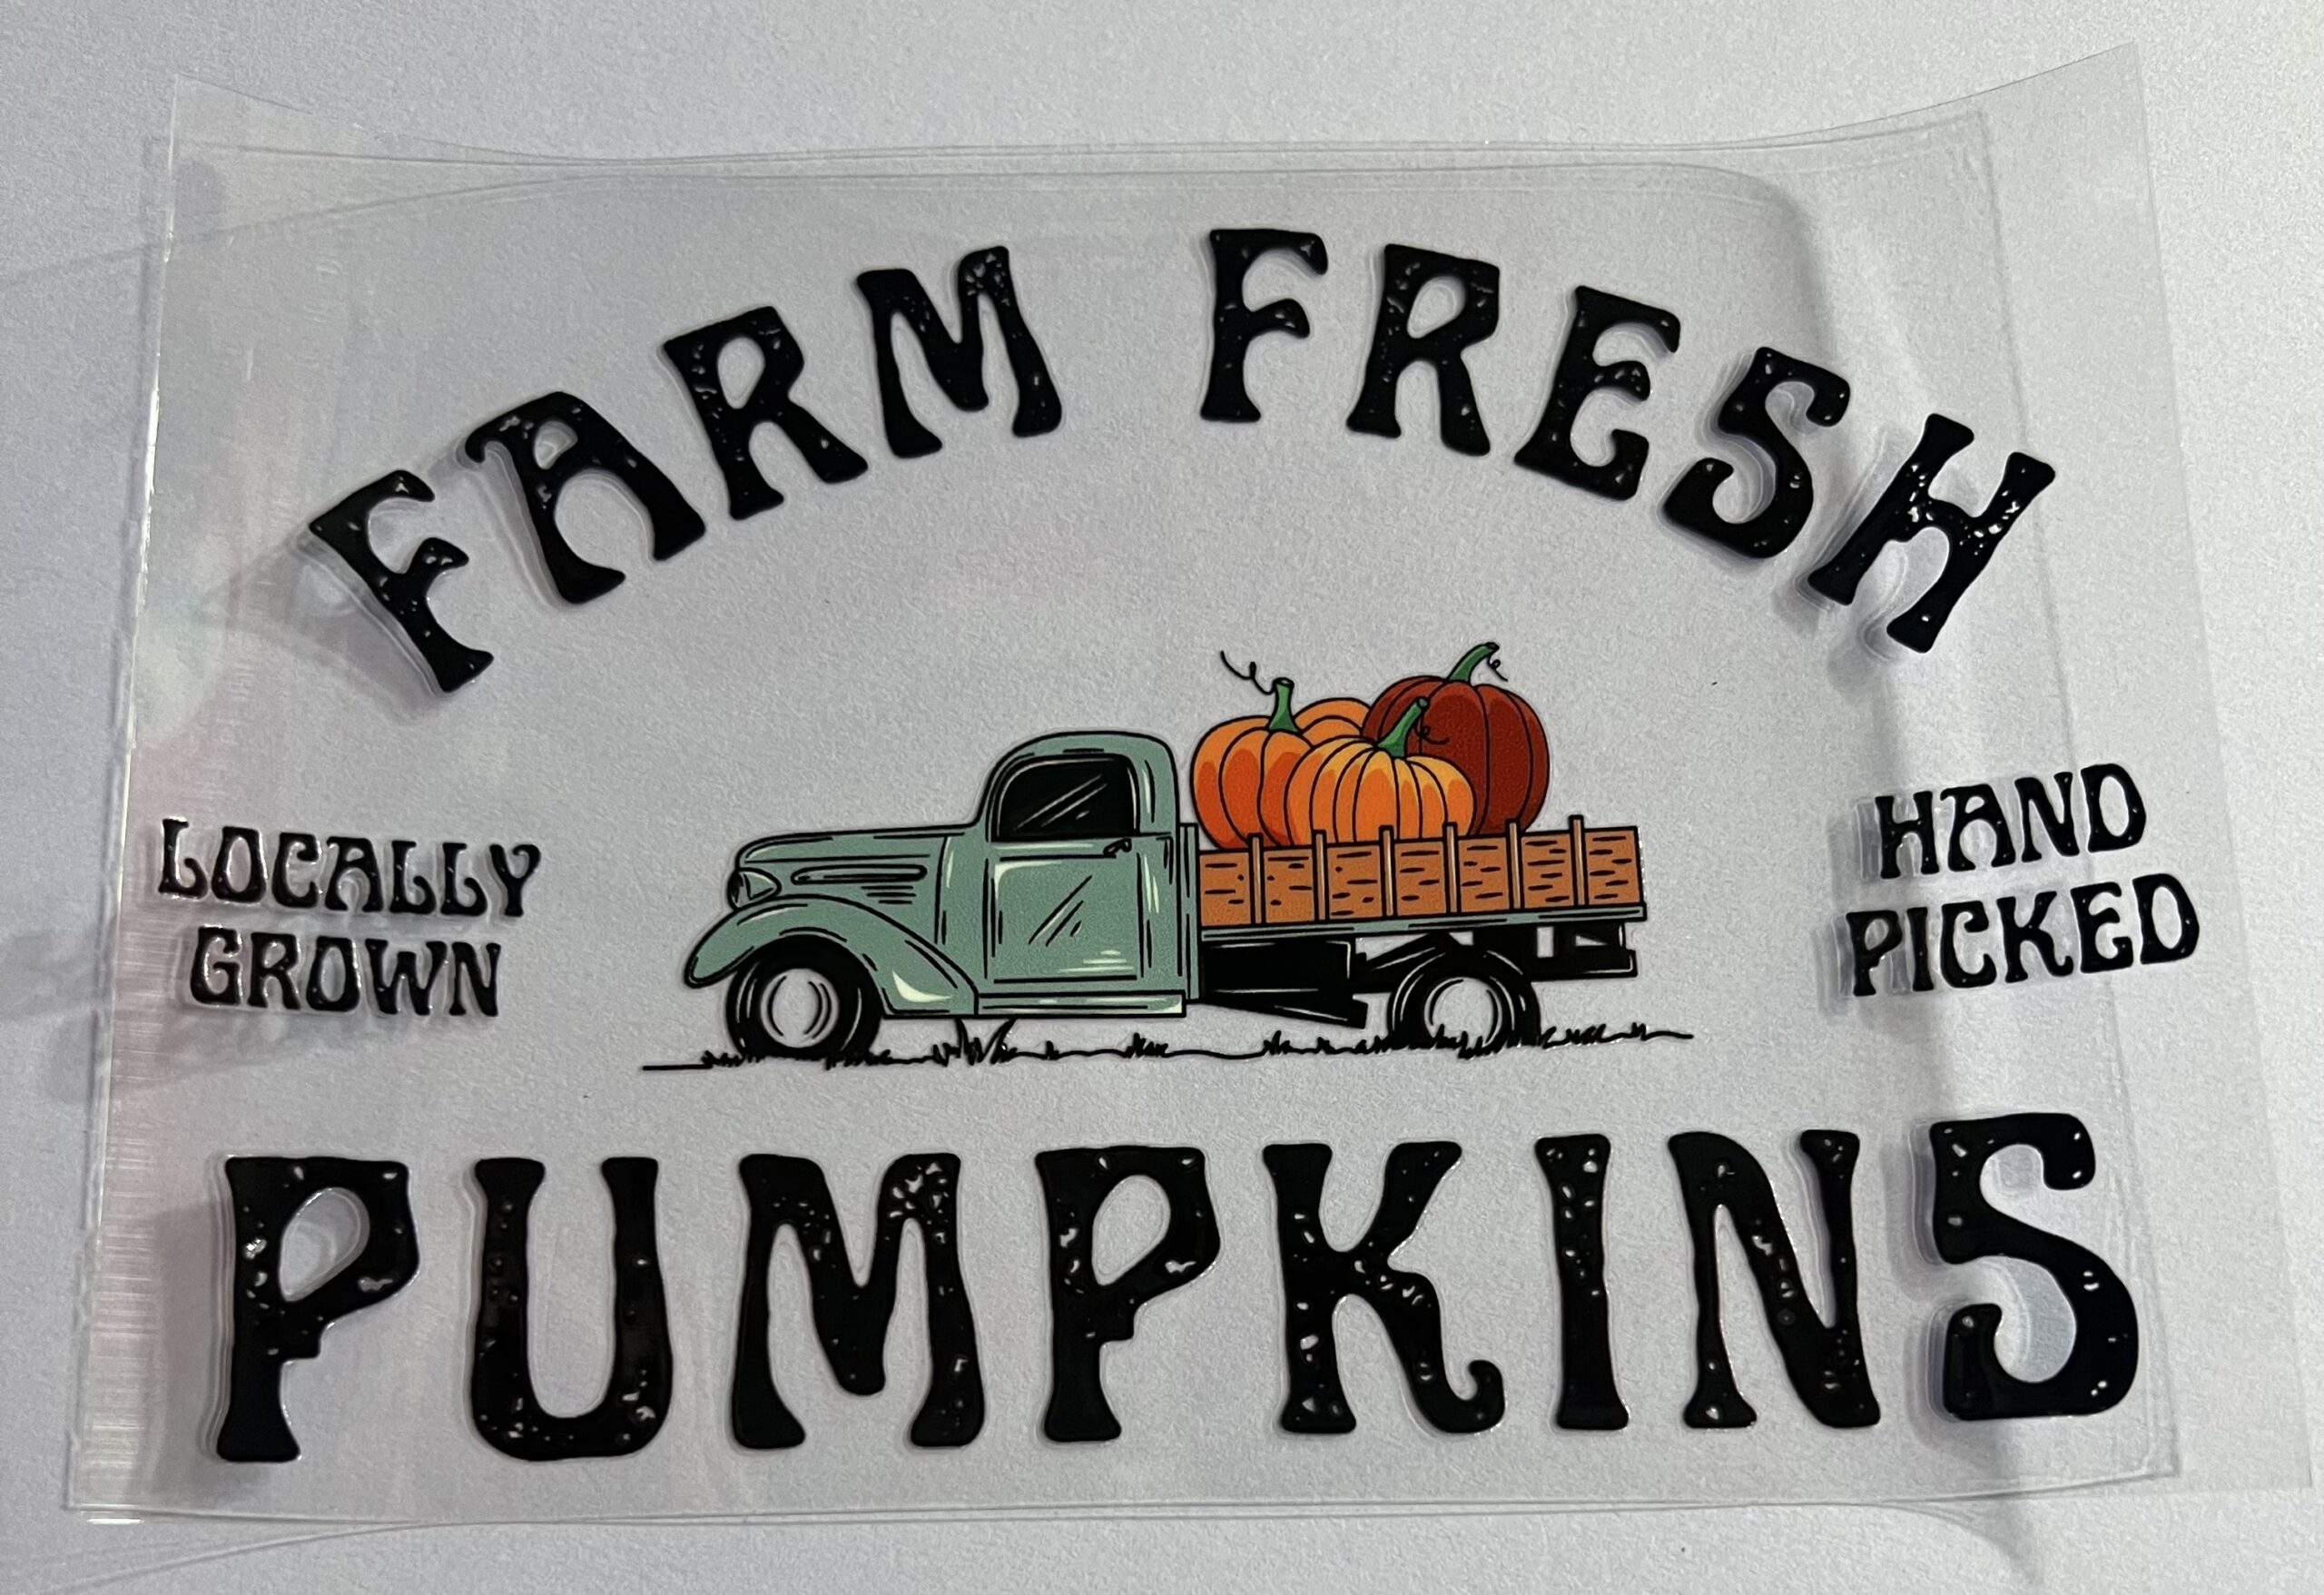 FARM FRESH
LOCALLY
GROWN
HAND
PICKED
PUMPKINS